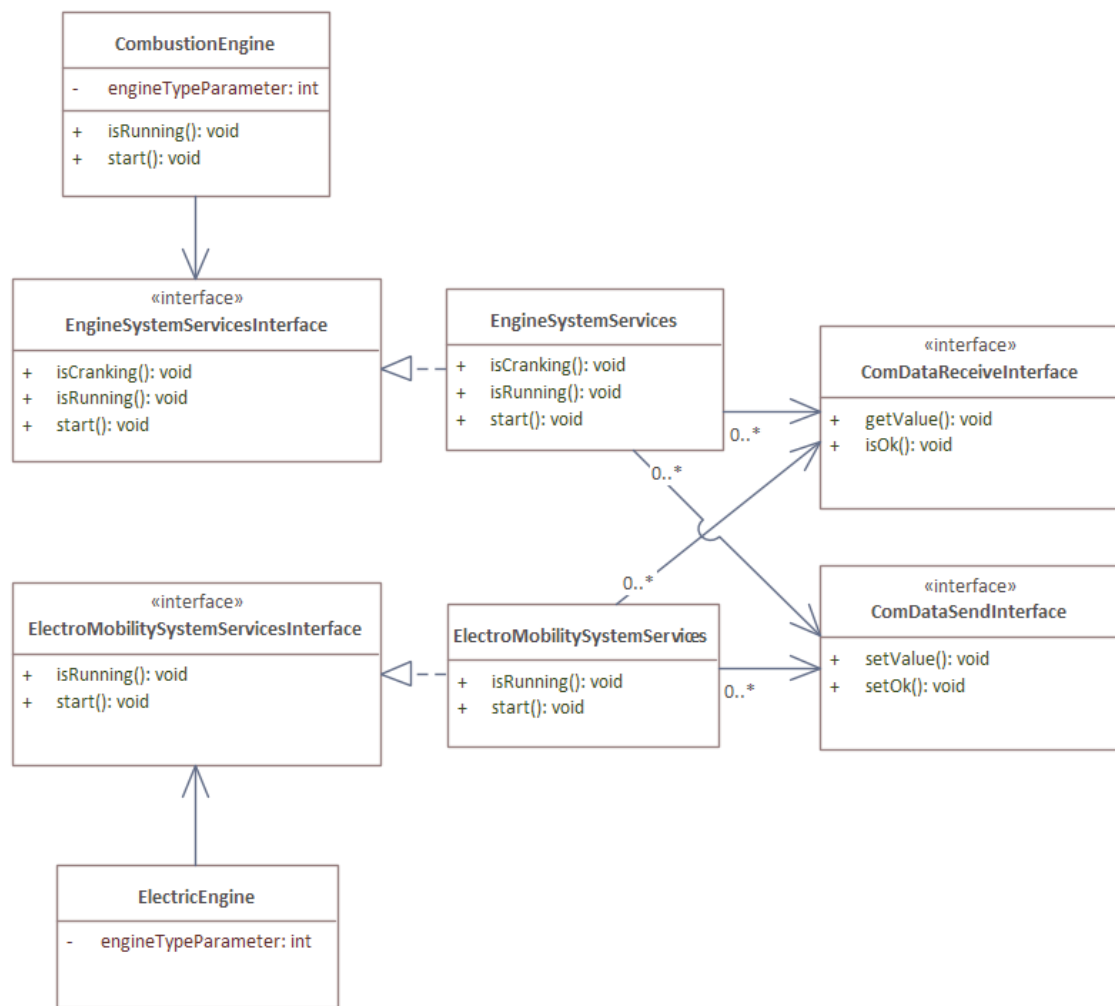 CombustionEngine
- engineTypeParameter: int
+ isRunning(): void
+ start(): void
«interface»
EngineSystemServicesInterface
+ isCranking(): void
+ isRunning(): void
+ start(): void
EngineSystemServices
+ isCranking(): void
+ isRunning(): void
+ start(): void
0..*
0..*
«interface»
ComDataReceiveInterface
+ getValue(): void
+ isOk(): void
«interface»
ElectroMobilitySystemServicesInterface
+ isRunning(): void
+ start(): void
0..*
ElectroMobilitySystemServices
+ isRunning(): void
+ start(): void
0..*
«interface»
ComDataSendInterface
+ setValue(): void
+ setOk(): void
ElectricEngine
- engineTypeParameter: int